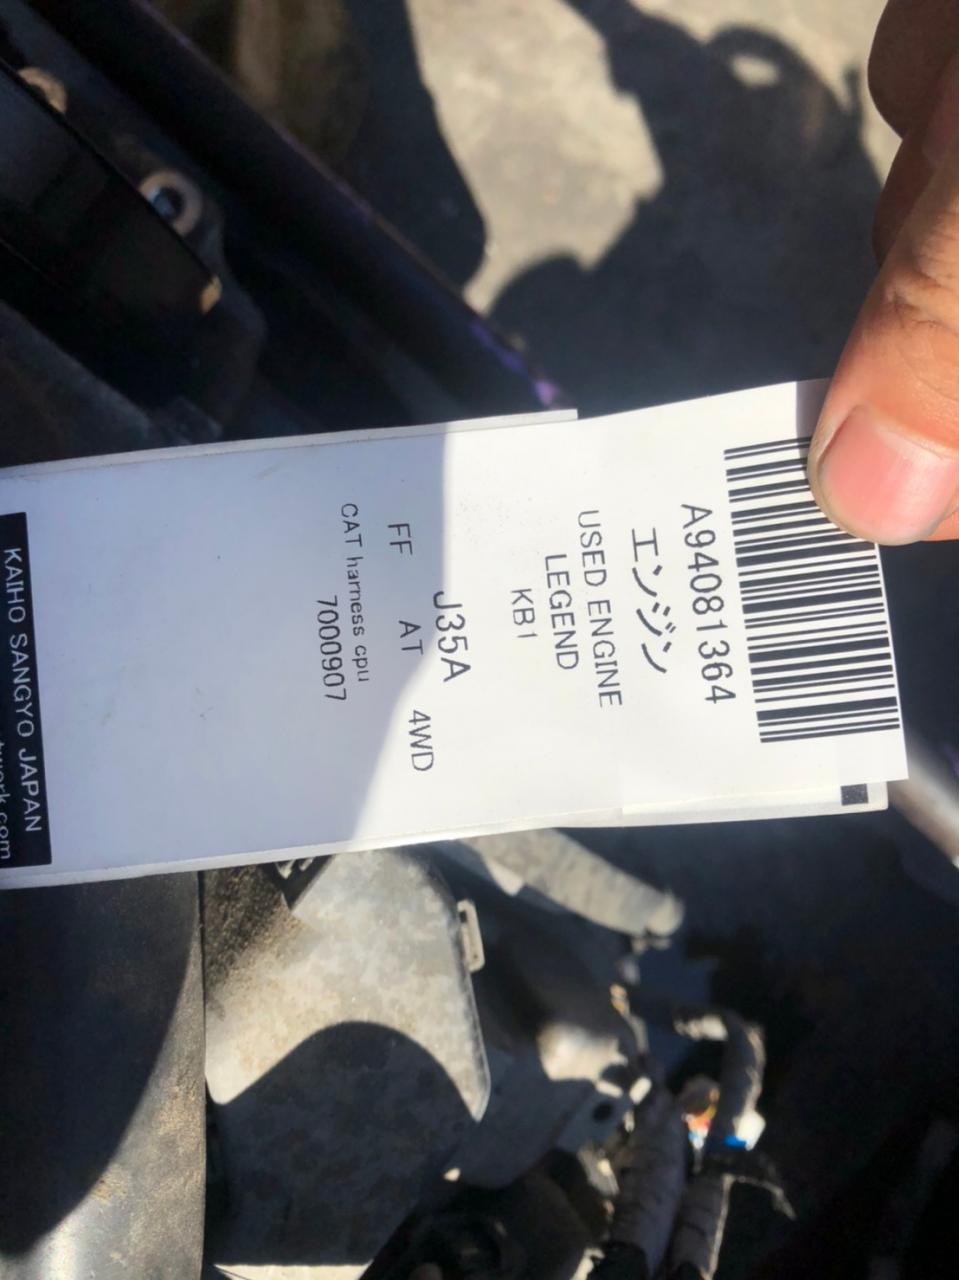 A94081364
エンジン
USED ENGINE
LEGEND
KB1
J35A
FF AT 4WD
CAT harness cpu
7000907
KAIHO SANGYO JAPAN